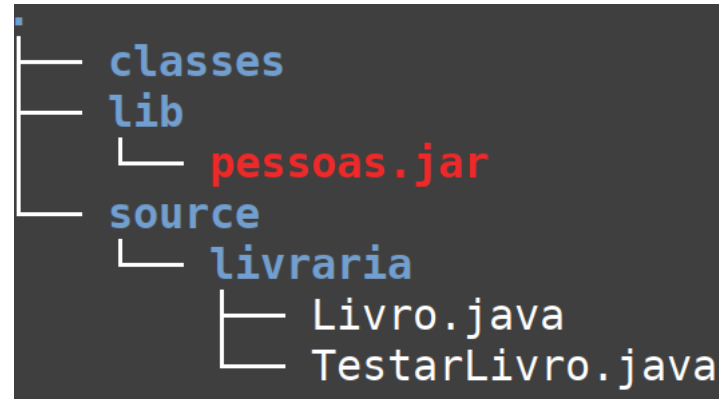 .
classes
lib
pessoas.jar
source
livraria
Livro.java
TestarLivro.java